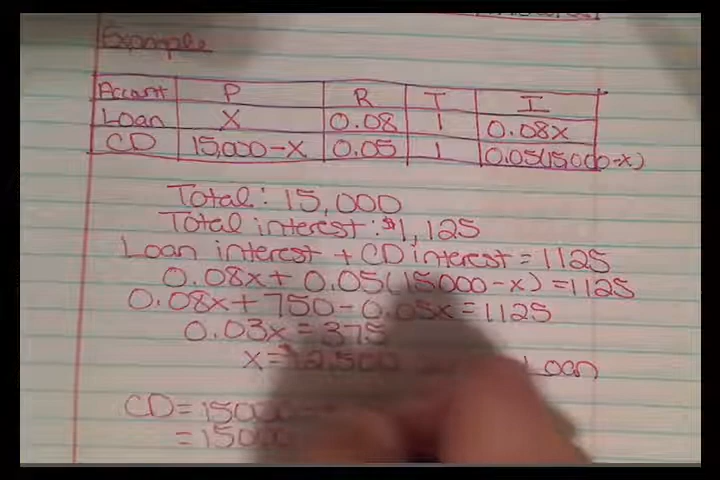 Example
Account P R T I
Loan X 0.08 1 0.08x
CD 15,000-X 0.05 1 0.05(15000-x)
Total: 15,000
Total interest: $1,125
Loan interest + CD interest = 1125
0.08x + 0.05(15000-x) = 1125
0.08x + 750 - 0.05x = 1125
0.03x = 375
x = 12,500 Loan
CD = 15000
= 15000